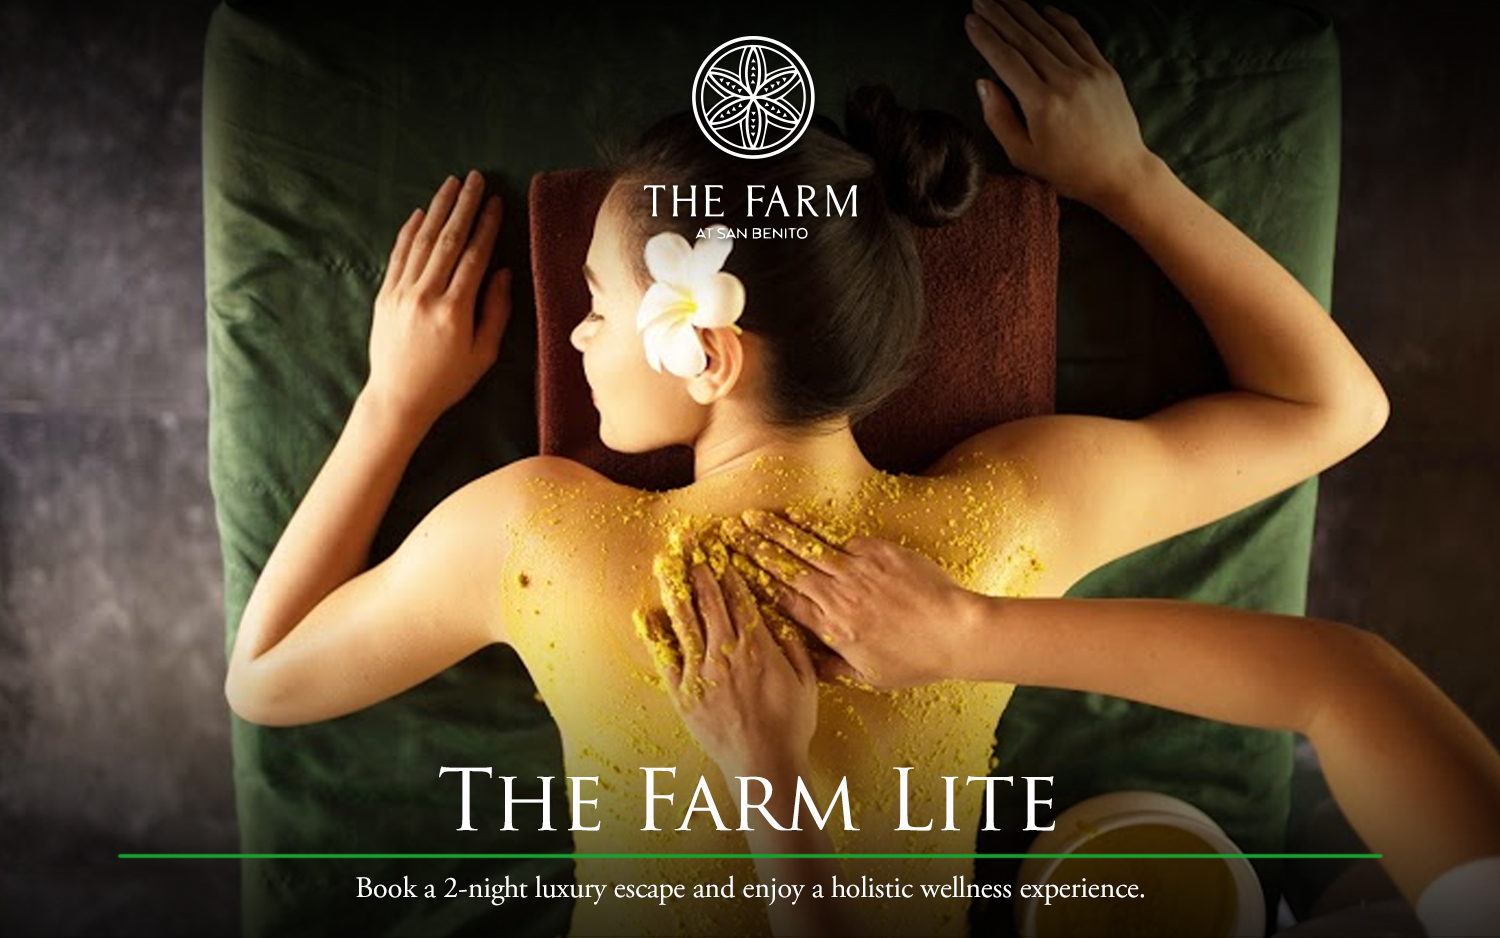 THE FARM
AT SAN BENITO
THE FARM LITE
Book a 2-night luxury escape and enjoy a holistic wellness experience.